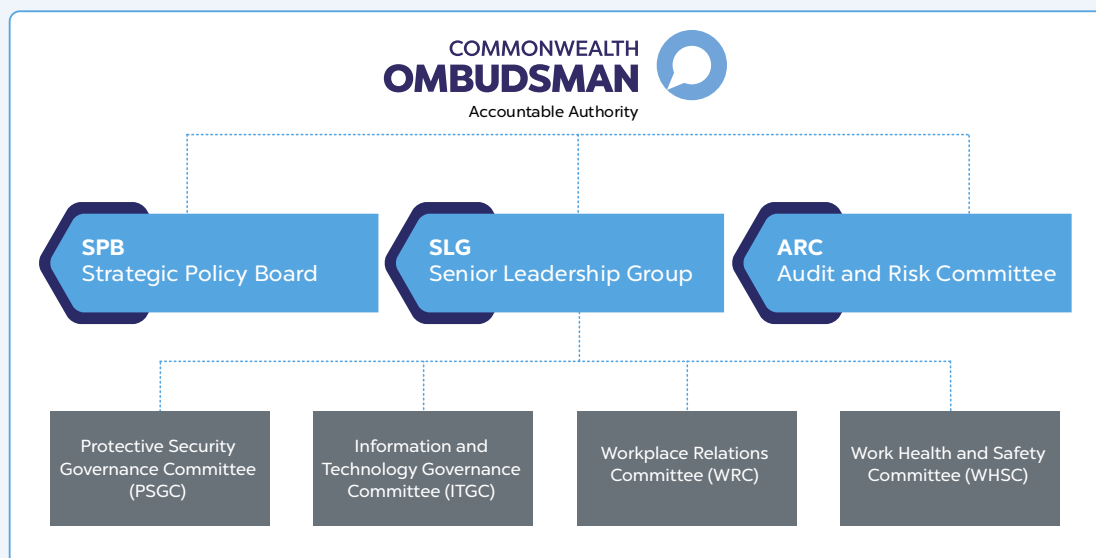 COMMONWEALTH
OMBUDSMAN
Accountable Authority
SPB
Strategic Policy Board
SLG
Senior Leadership Group
ARC
Audit and Risk Committee
Protective Security
Governance Committee
(PSGC)
Information and
Technology Governance
Committee (ITGC)
Workplace Relations
Committee (WRC)
Work Health and Safety
Committee (WHSC)